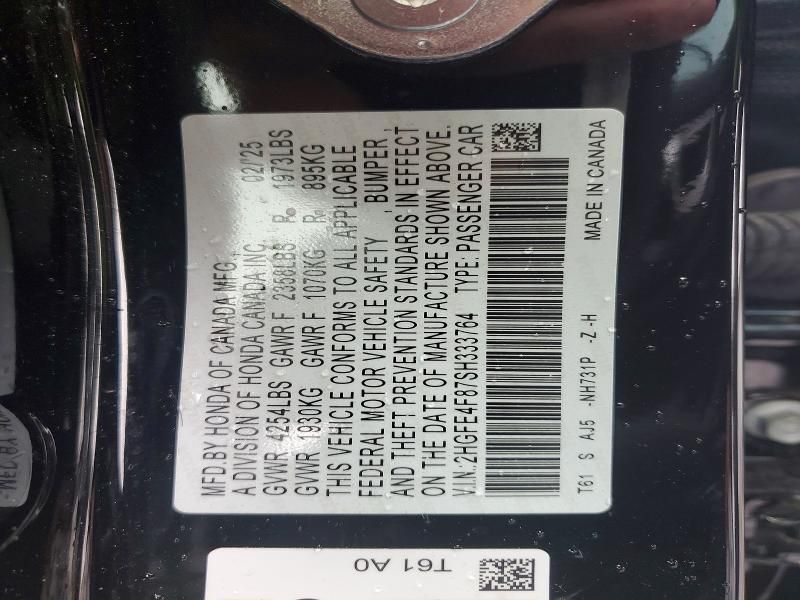 MFD.BY HONDA OF CANADA MFG.
A DIVISION OF HONDA CANADA INC. 02/'25
GVWR 4254LBS GAWR F 2358LBS R. 1973LBS
GVWR 1930KG GAWR F 1070KG R. 895KG
THIS VEHICLE CONFORMS TO ALL APPLICABLE
FEDERAL MOTOR VEHICLE SAFETY , BUMPER ,
AND THEFT PREVENTION STANDARDS IN EFFECT
ON THE DATE OF MANUFACTURE SHOWN ABOVE.
V.I.N:2HGFE4F87SH333764 TYPE: PASSENGER CAR
T61 S AJ5 -NH731P -Z -H
MADE IN CANADA
T61 A0